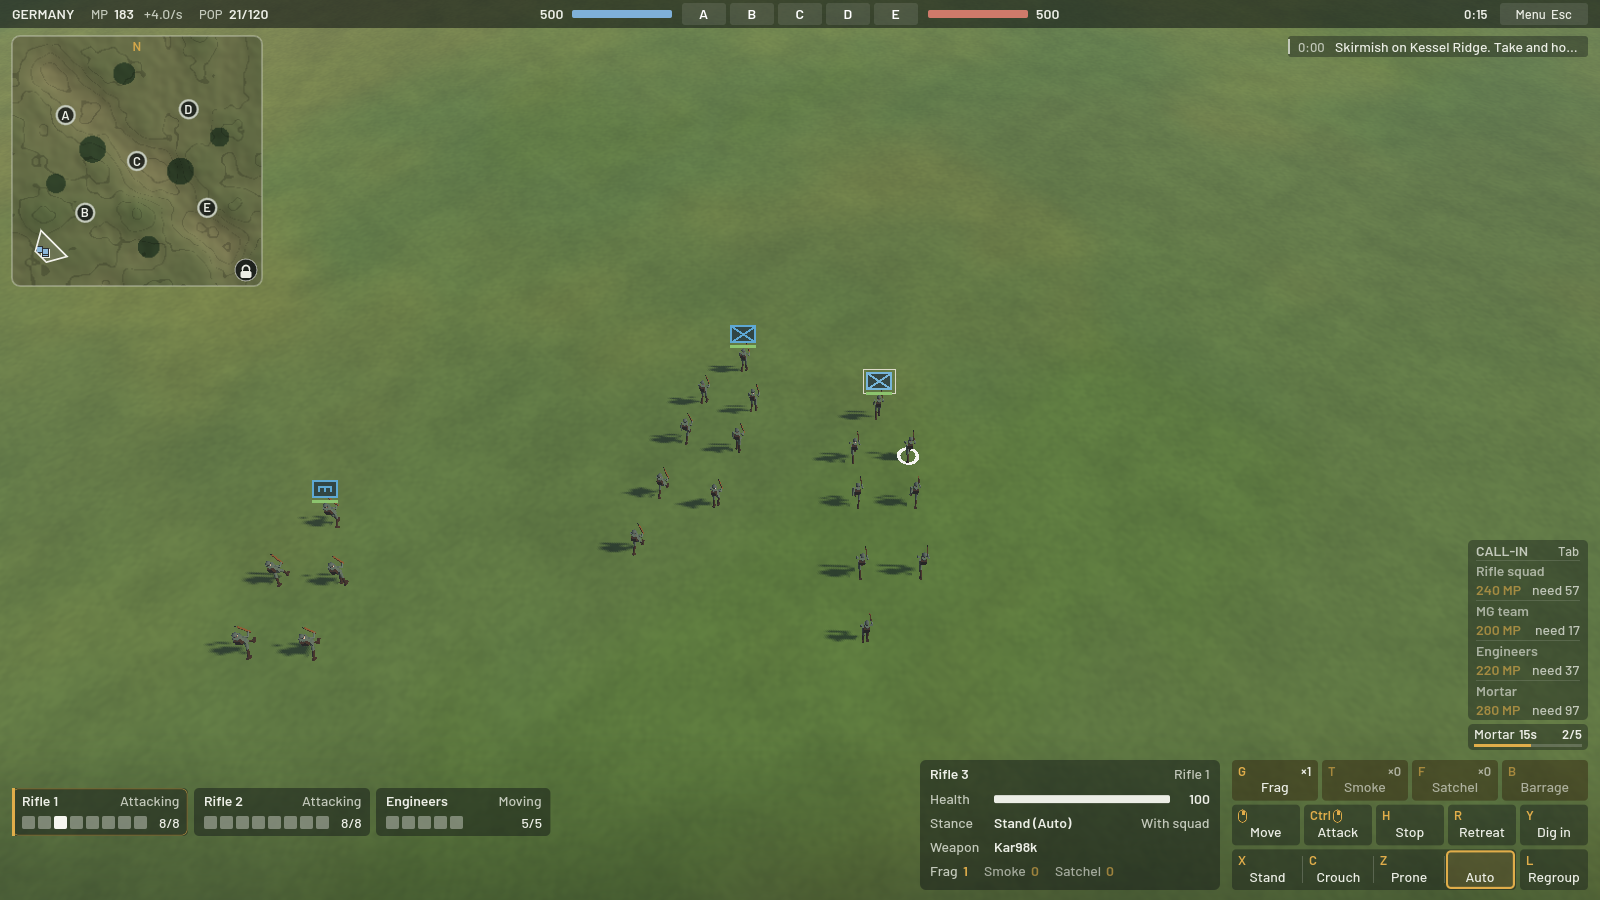 GERMANY MP 183 +4.0/s POP 21/120
500 A B C D E 500
0:15 Menu Esc
0:00 Skirmish on Kessel Ridge. Take and ho...
N
A
D
C
B
E
CALL-IN Tab
Rifle squad
240 MP need 57
MG team
200 MP need 17
Engineers
220 MP need 37
Mortar
280 MP need 97
Mortar 15s 2/5
Rifle 1 Attacking
8/8
Rifle 2 Attacking
8/8
Engineers Moving
5/5
Rifle 3 Rifle 1
Health 100
Stance Stand (Auto) With squad
Weapon Kar98k
Frag 1 Smoke 0 Satchel 0
G ×1 T ×0 F ×0 B
Frag Smoke Satchel Barrage
Ctrl H R Y
Move Attack Stop Retreat Dig in
X C Z L
Stand Crouch Prone Auto Regroup